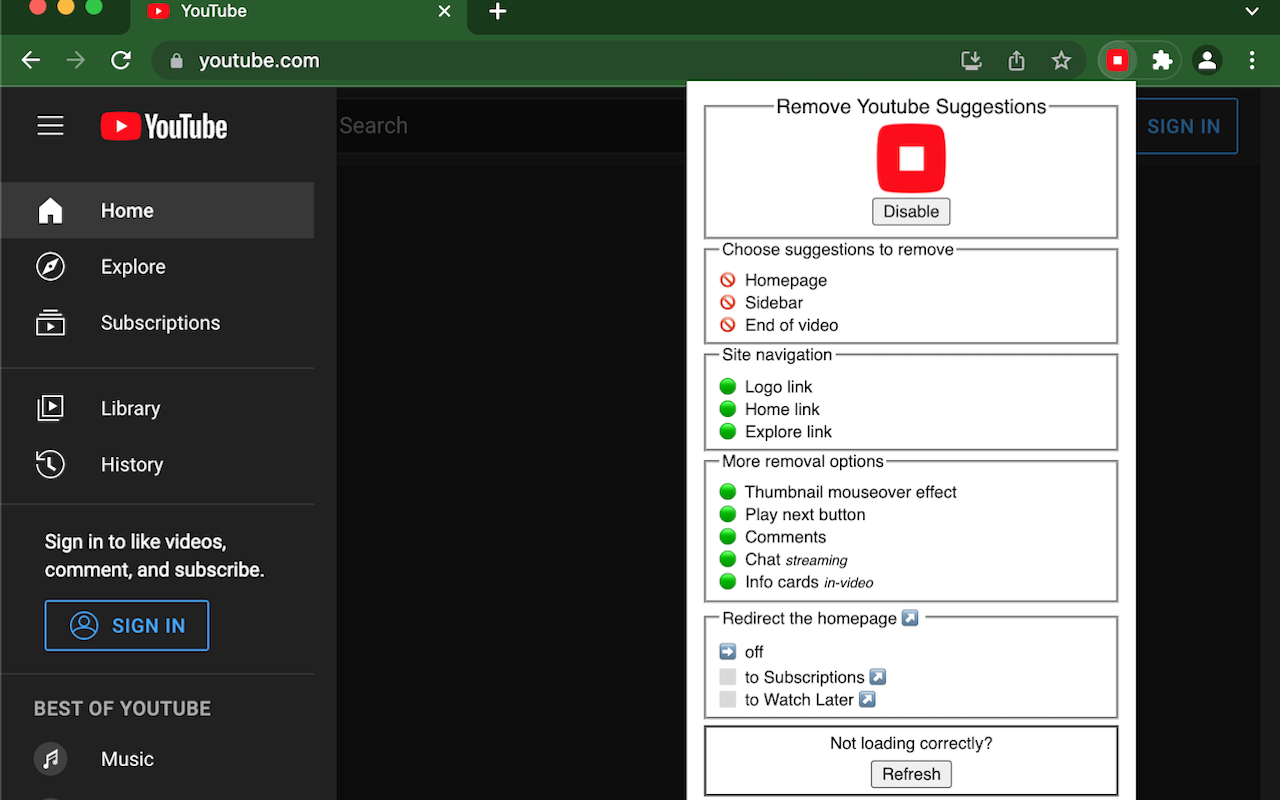 YouTube
youtube.com
YouTube
Search
SIGN IN
Home
Explore
Subscriptions
Library
History
Sign in to like videos,
comment, and subscribe.
SIGN IN
BEST OF YOUTUBE
Music
Remove Youtube Suggestions
Disable
Choose suggestions to remove
Homepage
Sidebar
End of video
Site navigation
Logo link
Home link
Explore link
More removal options
Thumbnail mouseover effect
Play next button
Comments
Chat streaming
Info cards in-video
Redirect the homepage
off
to Subscriptions
to Watch Later
Not loading correctly?
Refresh